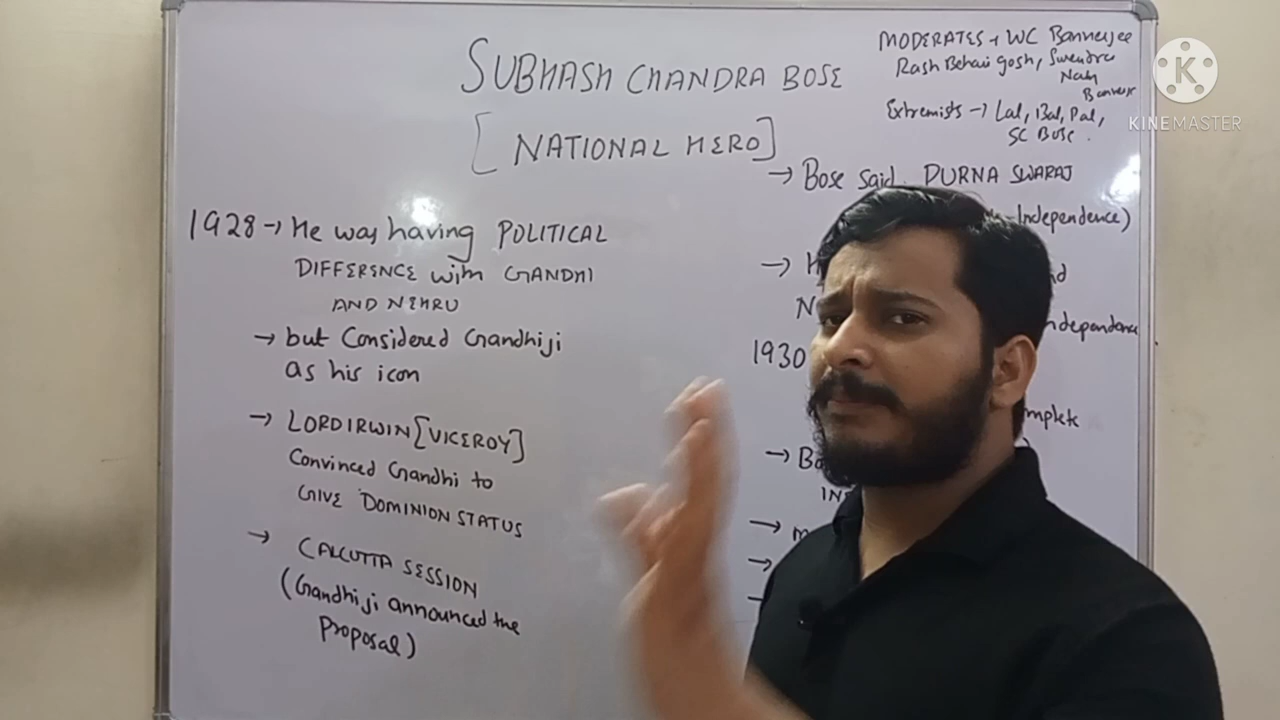 SUBHASH CHANDRA BOSE
[NATIONAL HERO]
MODERATES → WC Bannerjee
Rash Behari Gosh, Surendra
Nath
Extremists → Lal, Bal, Pal,
SC BOSE.
KINEMASTER
1928 → He was having POLITICAL
DIFFERENCE with GANDHI
AND NEHRU
→ but Considered Gandhiji
as his icon
→ LORD IRWIN [VICEROY]
Convinced Gandhi to
GIVE DOMINION STATUS
→ CALCUTTA SESSION
(Gandhiji announced the
Proposal)
→ Bose said PURNA SWARAJ
Independence)
→ H
N
1930
→ B
→ m
→